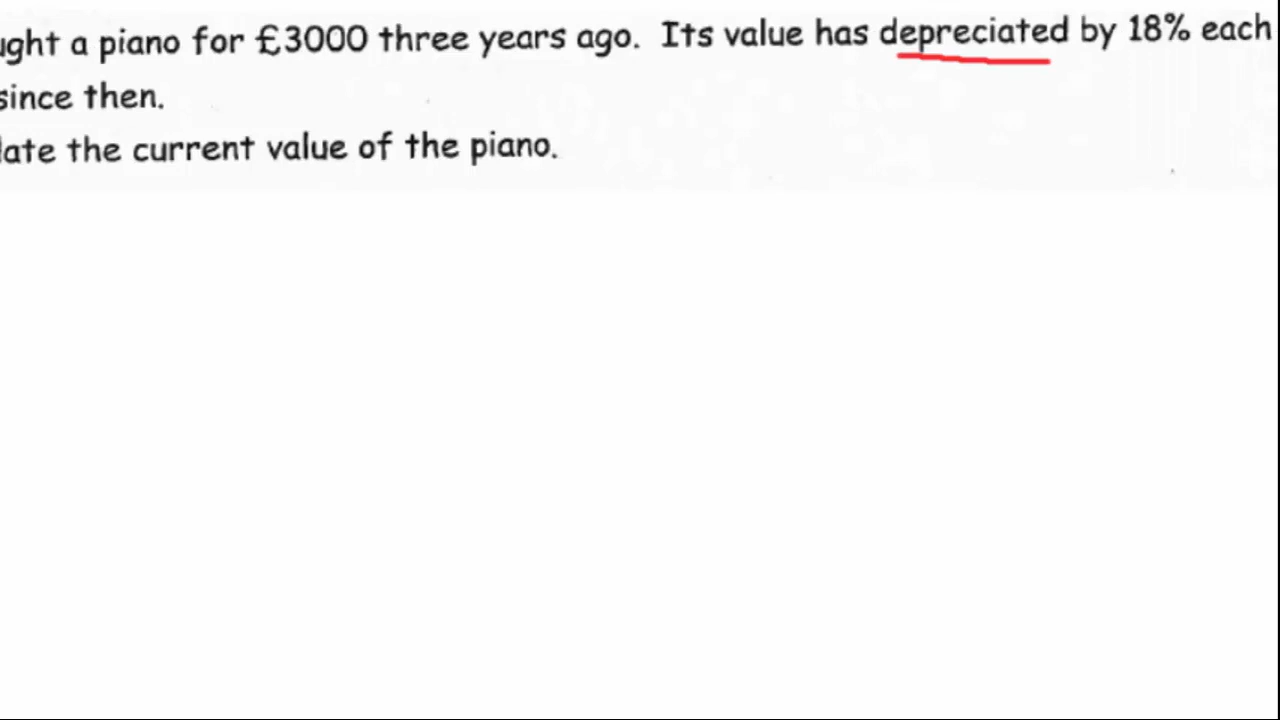 ught a piano for £3000 three years ago. Its value has depreciated by 18% each
since then.
late the current value of the piano.